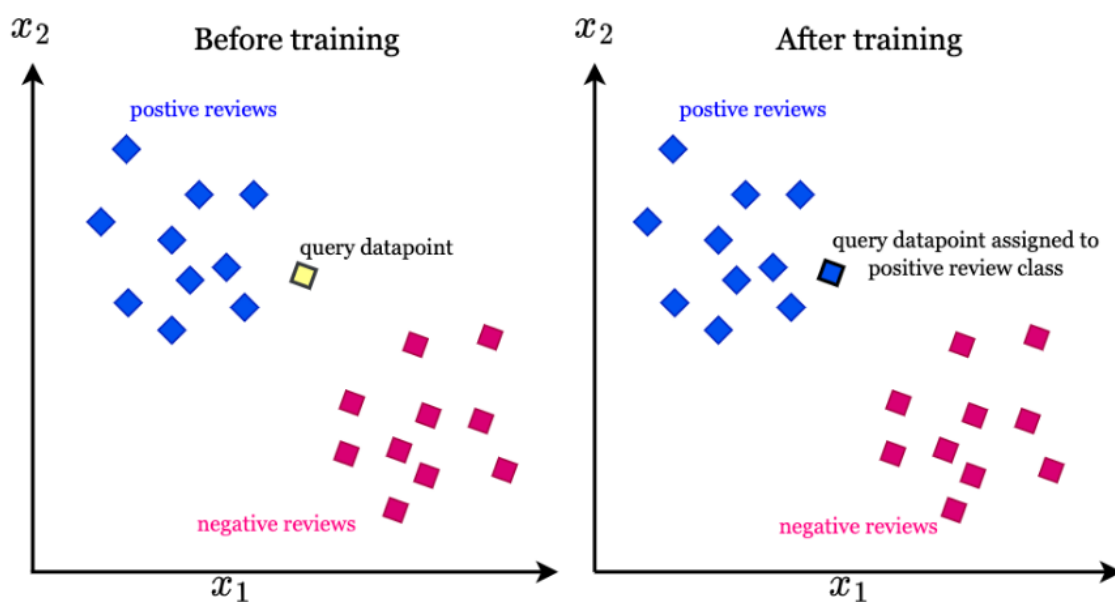 x2
Before training
postive reviews
query datapoint
negative reviews
x1
x2
After training
postive reviews
query datapoint assigned to
positive review class
negative reviews
x1